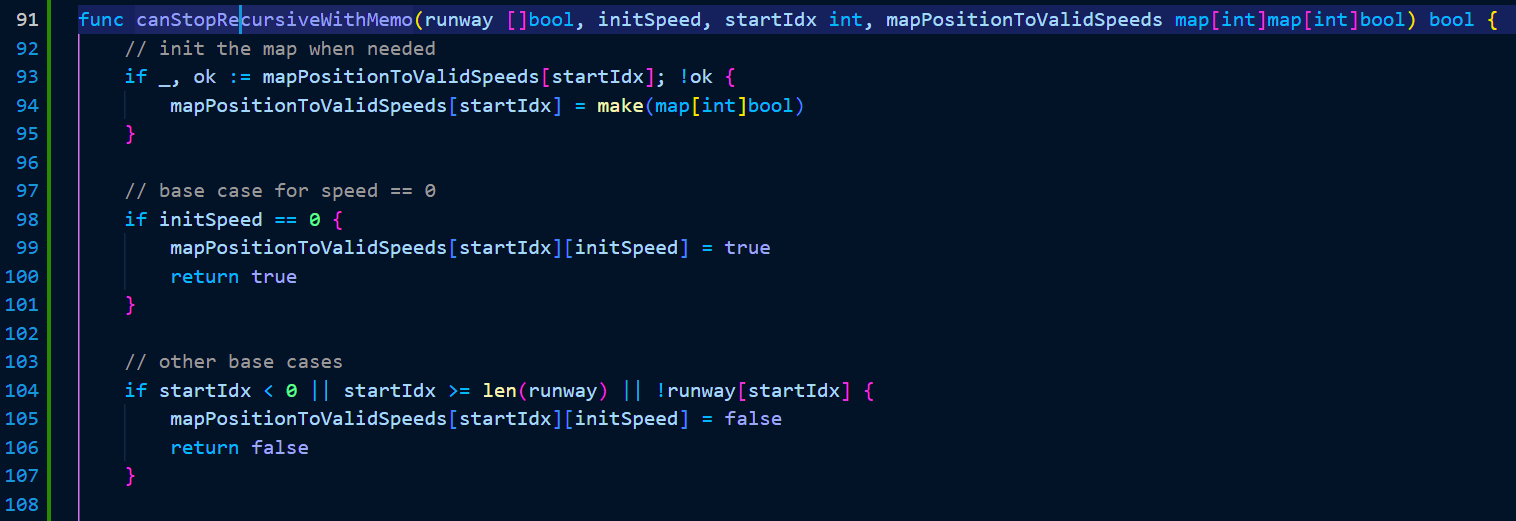 91 func canStopRecursiveWithMemo(runway []bool, initSpeed, startIdx int, mapPositionToValidSpeeds map[int]map[int]bool) bool {
92     // init the map when needed
93     if _, ok := mapPositionToValidSpeeds[startIdx]; !ok {
94         mapPositionToValidSpeeds[startIdx] = make(map[int]bool)
95     }
96
97     // base case for speed == 0
98     if initSpeed == 0 {
99         mapPositionToValidSpeeds[startIdx][initSpeed] = true
100         return true
101     }
102
103     // other base cases
104     if startIdx < 0 || startIdx >= len(runway) || !runway[startIdx] {
105         mapPositionToValidSpeeds[startIdx][initSpeed] = false
106         return false
107     }
108